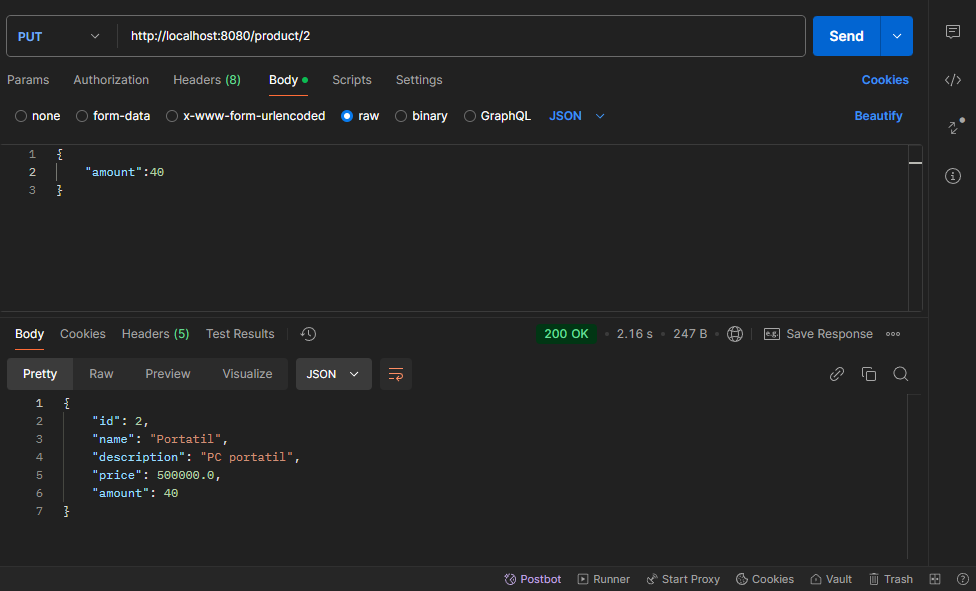 PUT http://localhost:8080/product/2 Send
Params Authorization Headers (8) Body Scripts Settings Cookies
none form-data x-www-form-urlencoded raw binary GraphQL JSON Beautify
1 {
2 "amount":40
3 }
Body Cookies Headers (5) Test Results 200 OK 2.16 s 247 B e.g. Save Response
Pretty Raw Preview Visualize JSON
1 {
2 "id": 2,
3 "name": "Portatil",
4 "description": "PC portatil",
5 "price": 500000.0,
6 "amount": 40
7 }
Postbot Runner Start Proxy Cookies Vault Trash